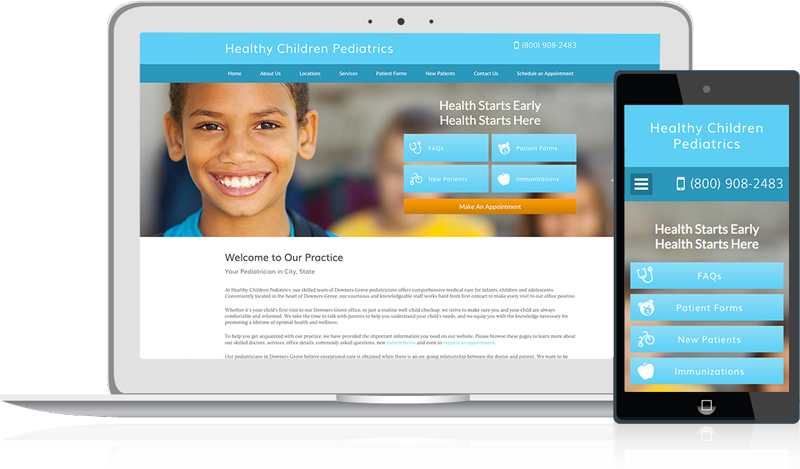 Healthy Children Pediatrics
(800) 908-2483
Home About Us Locations Services Patient Forms New Patients Contact Us Schedule an Appointment
Health Starts Early
Health Starts Here
FAQs Patient Forms
New Patients Immunizations
Make An Appointment
Welcome to Our Practice
Your Pediatrician in City, State
At Healthy Children Pediatrics, our skilled team of Downers Grove pediatricians offers comprehensive medical care for infants, children and adolescents.
Conveniently located in the heart of Downers Grove, our courteous and knowledgeable staff works hard from first contact to make every visit to our office positive.
Whether it's your child's first visit to our Downers Grove office, or just a routine well-child checkup, we strive to make sure you and your child are always
comfortable and informed. We take the time to talk with parents to help you understand your child's needs, and we equip you with the knowledge necessary for
promoting a lifetime of optimal health and wellness.
To help you get acquainted with our practice, we have provided the important information you need on our website. Please browse these pages to learn more about
our skilled doctors, services, office details, commonly asked questions, new patient forms and even to request an appointment.
Our pediatricians in Downers Grove believe exceptional care is obtained when there is an on-going relationship between the doctor and parent. We want to be
Healthy Children
Pediatrics
(800) 908-2483
Health Starts Early
Health Starts Here
FAQs
Patient Forms
New Patients
Immunizations